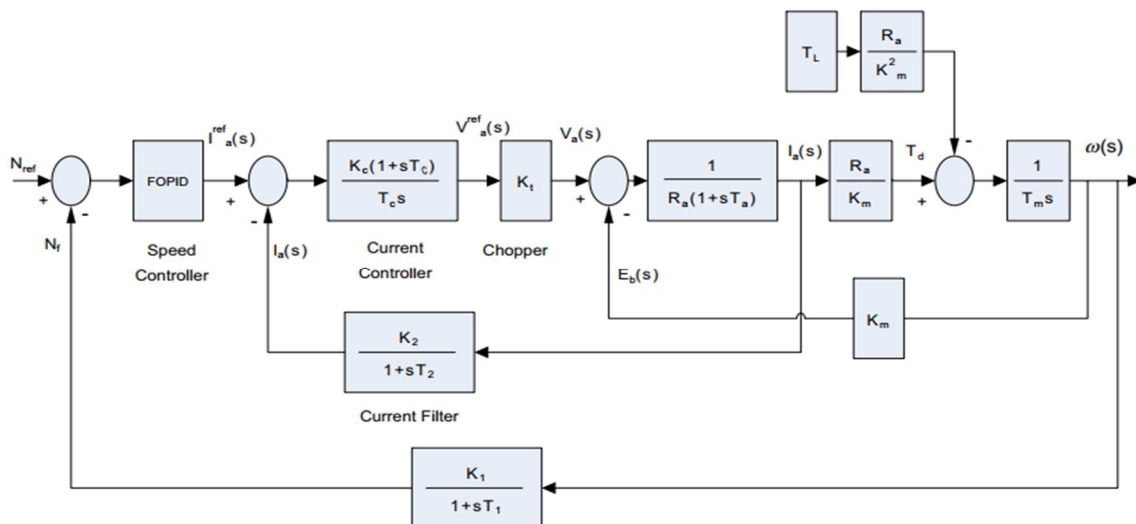 T_L
R_a
K^2_m
N_ref
+
-
N_f
FOPID
Speed
Controller
I^ref_a(s)
+
-
I_a(s)
K_c(1+sT_c)
T_c s
Current
Controller
V^ref_a(s)
K_t
Chopper
V_a(s)
+
-
E_b(s)
1
R_a(1+sT_a)
I_a(s)
R_a
K_m
T_d
+
-
1
T_m s
ω(s)
K_m
K_2
1+sT_2
Current Filter
K_1
1+sT_1